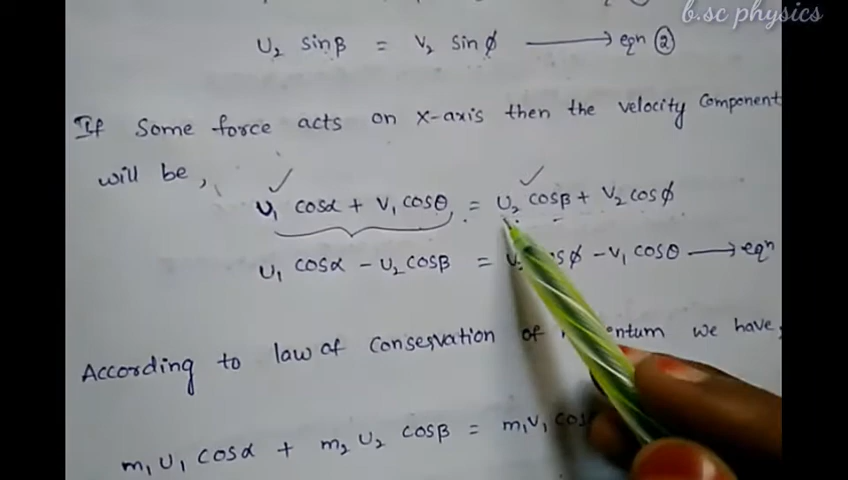 b.sc physics
U₂ sinβ = V₂ sinϕ ⟶ eqn ②
If Some force acts on X-axis then the velocity Component
will be,
U₁ cosα + V₁ cosθ = U₂ cosβ + V₂ cosϕ
U₁ cosα - U₂ cosβ = ϕ - V₁ cosθ ⟶ eqn
According to law of Conservation of we have,
m₁ U₁ cosα + m₂ U₂ cosβ = m₁V₁